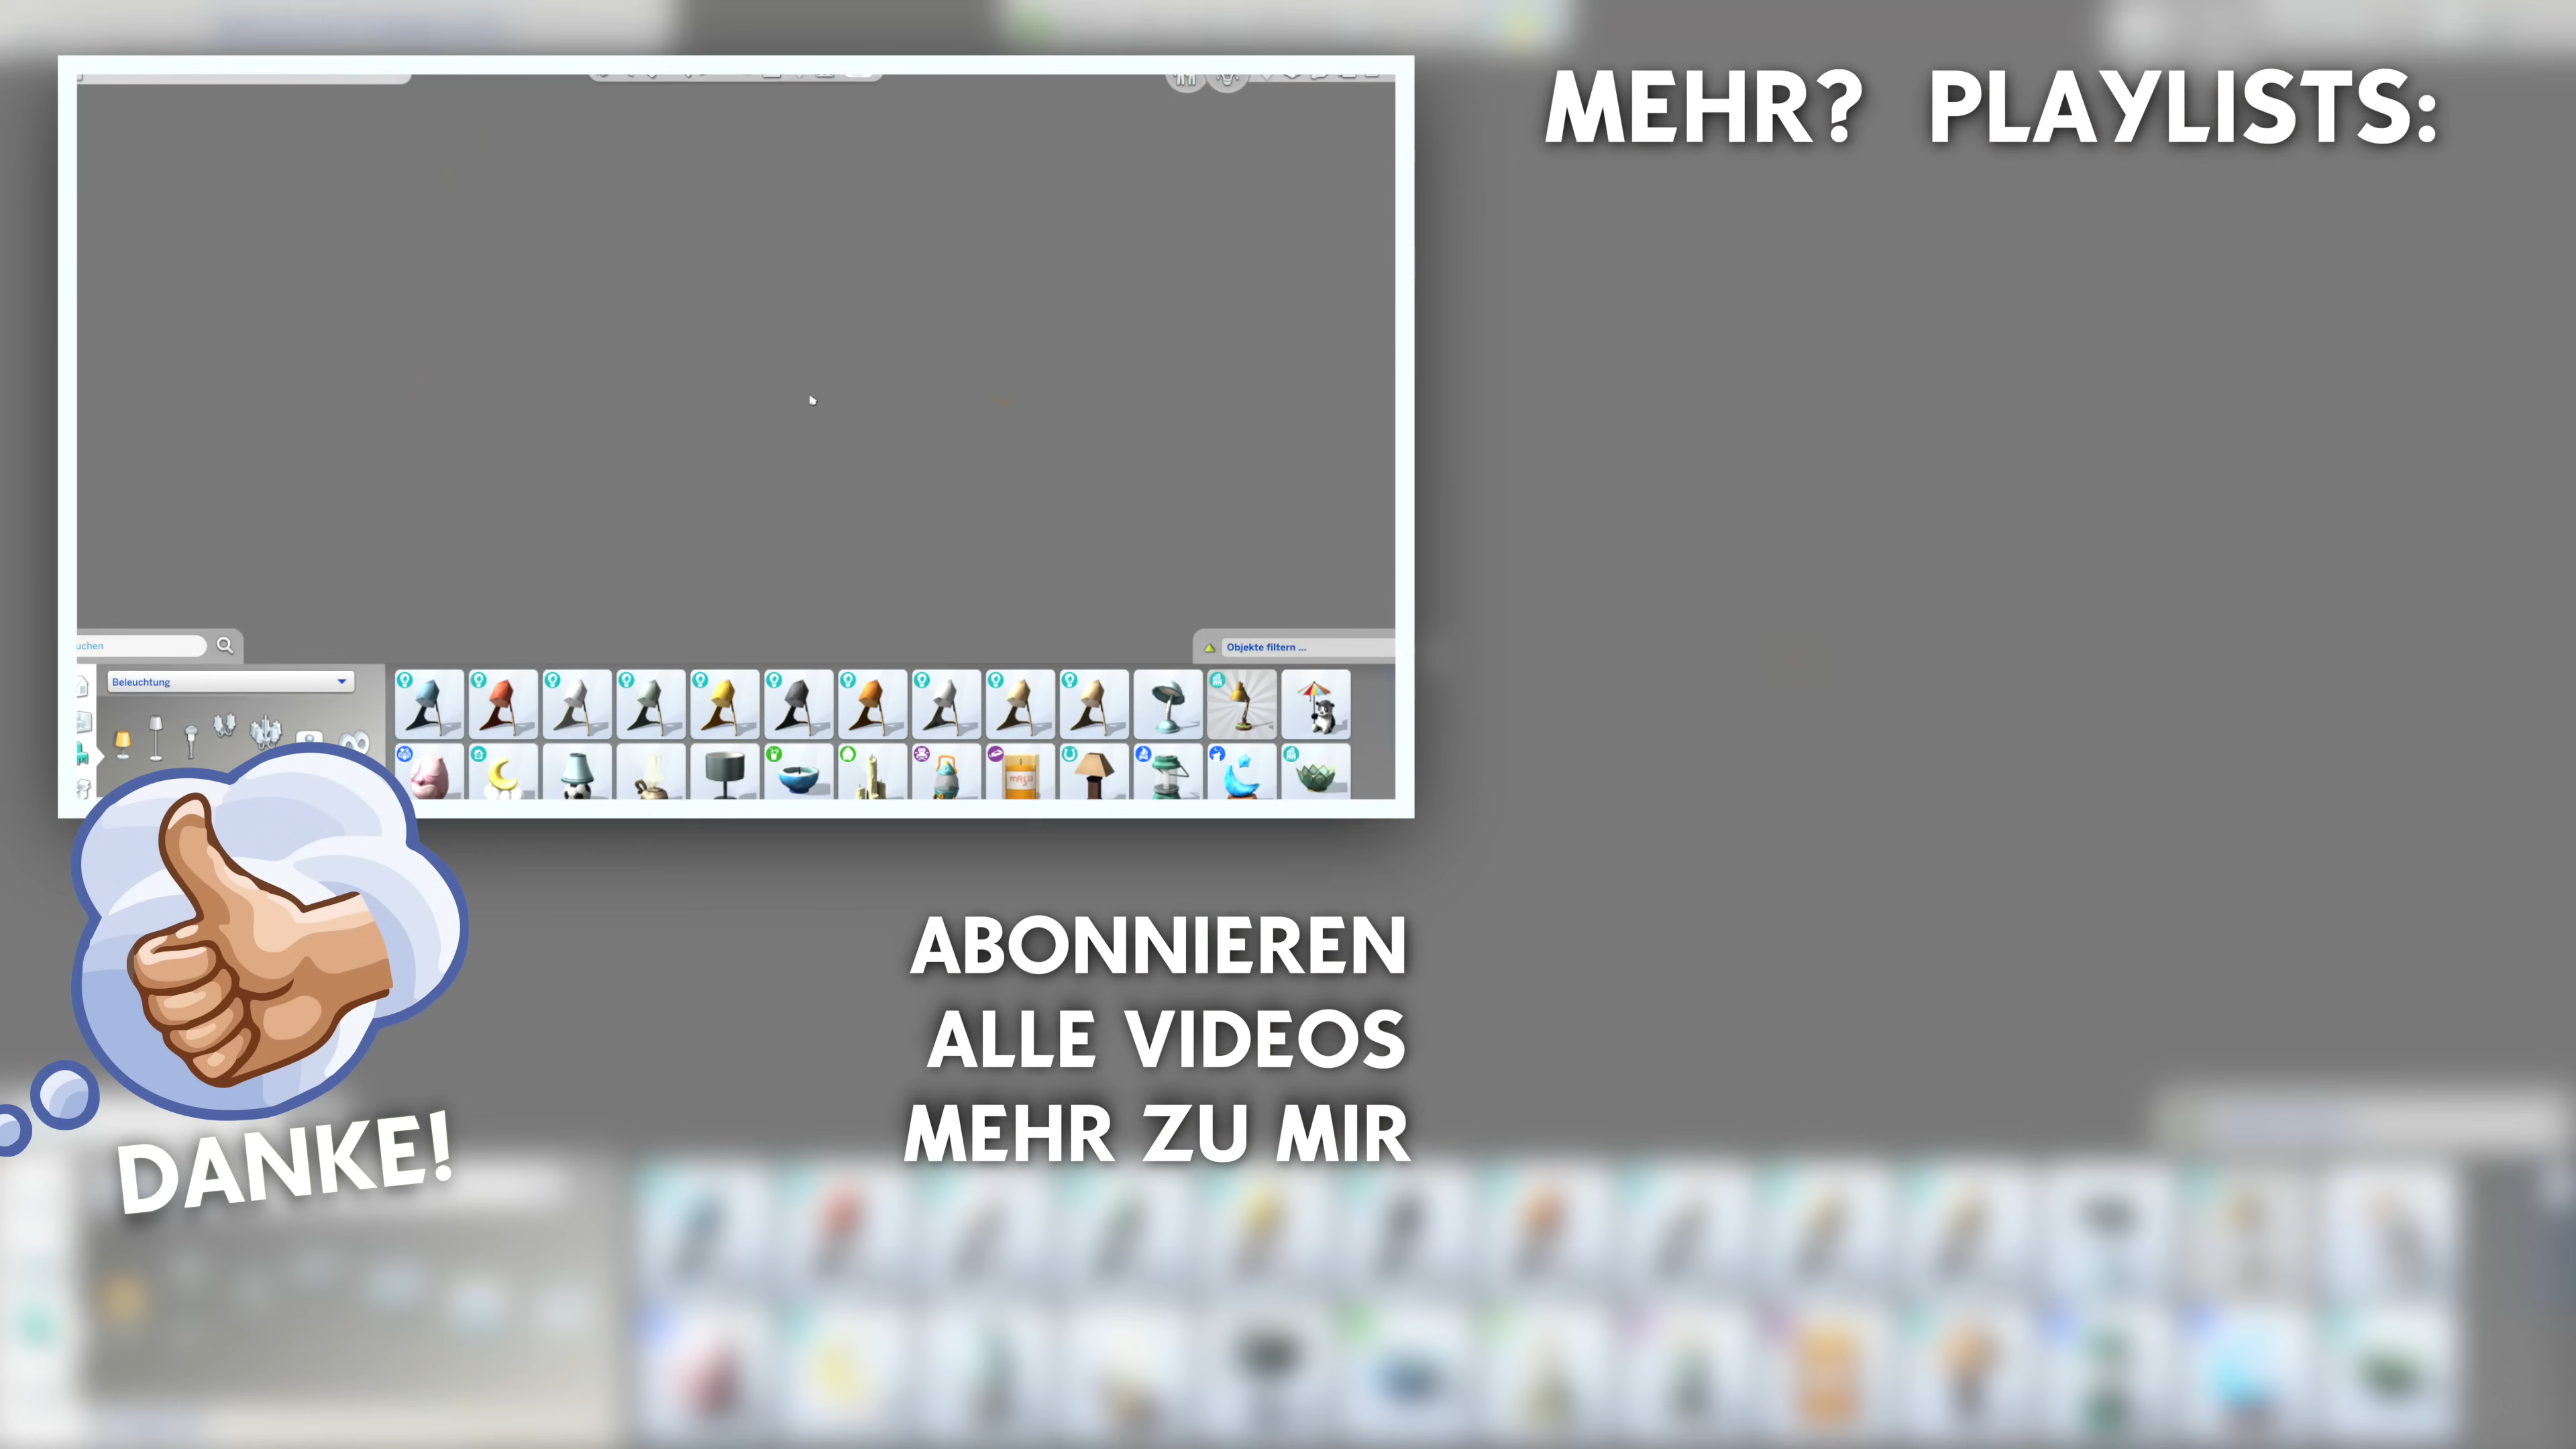 MEHR? PLAYLISTS:
uchen
Objekte filtern ...
Beleuchtung
ABONNIEREN
ALLE VIDEOS
MEHR ZU MIR
DANKE!